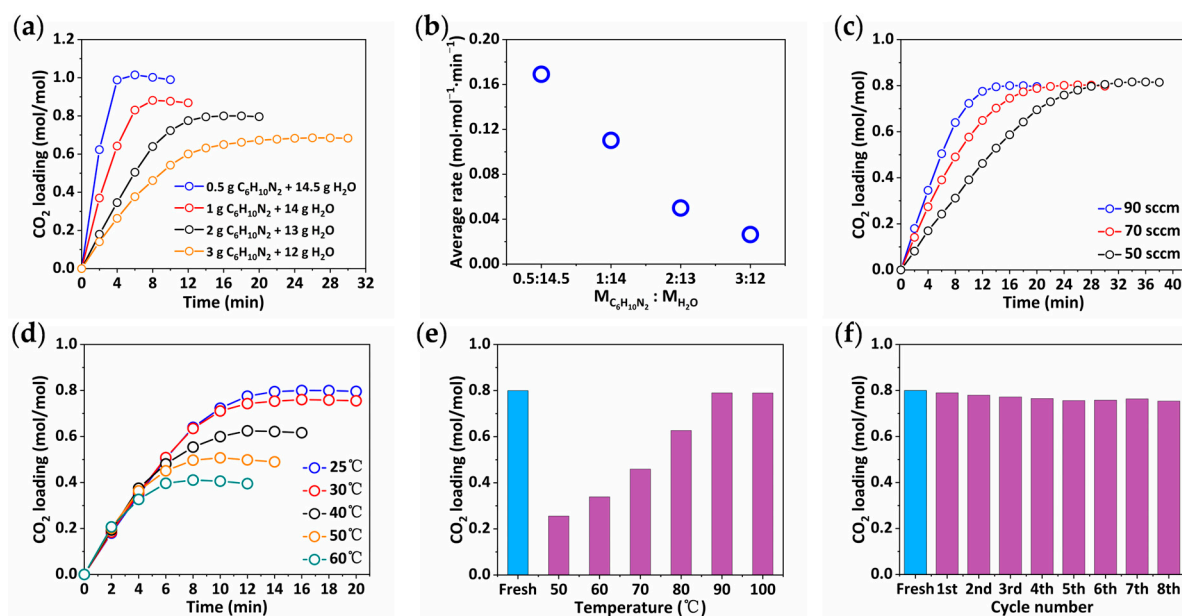 (a)
CO₂ loading (mol/mol)
1.2
1.0
0.8
0.6
0.4
0.2
0.0
0.5 g C₆H₁₀N₂ + 14.5 g H₂O
1 g C₆H₁₀N₂ + 14 g H₂O
2 g C₆H₁₀N₂ + 13 g H₂O
3 g C₆H₁₀N₂ + 12 g H₂O
0 4 8 12 16 20 24 28 32
Time (min)
(b)
Average rate (mol·mol⁻¹·min⁻¹)
0.20
0.16
0.12
0.08
0.04
0.00
0.5:14.5 1:14 2:13 3:12
M_C₆H₁₀N₂ : M_H₂O
(c)
CO₂ loading (mol/mol)
1.0
0.8
0.6
0.4
0.2
0.0
90 sccm
70 sccm
50 sccm
0 4 8 12 16 20 24 28 32 36 40
Time (min)
(d)
CO₂ loading (mol/mol)
1.0
0.8
0.6
0.4
0.2
0.0
25℃
30℃
40℃
50℃
60℃
0 2 4 6 8 10 12 14 16 18 20
Time (min)
(e)
CO₂ loading (mol/mol)
1.0
0.8
0.6
0.4
0.2
0.0
Fresh 50 60 70 80 90 100
Temperature (℃)
(f)
CO₂ loading (mol/mol)
1.0
0.8
0.6
0.4
0.2
0.0
Fresh 1st 2nd 3rd 4th 5th 6th 7th 8th
Cycle number